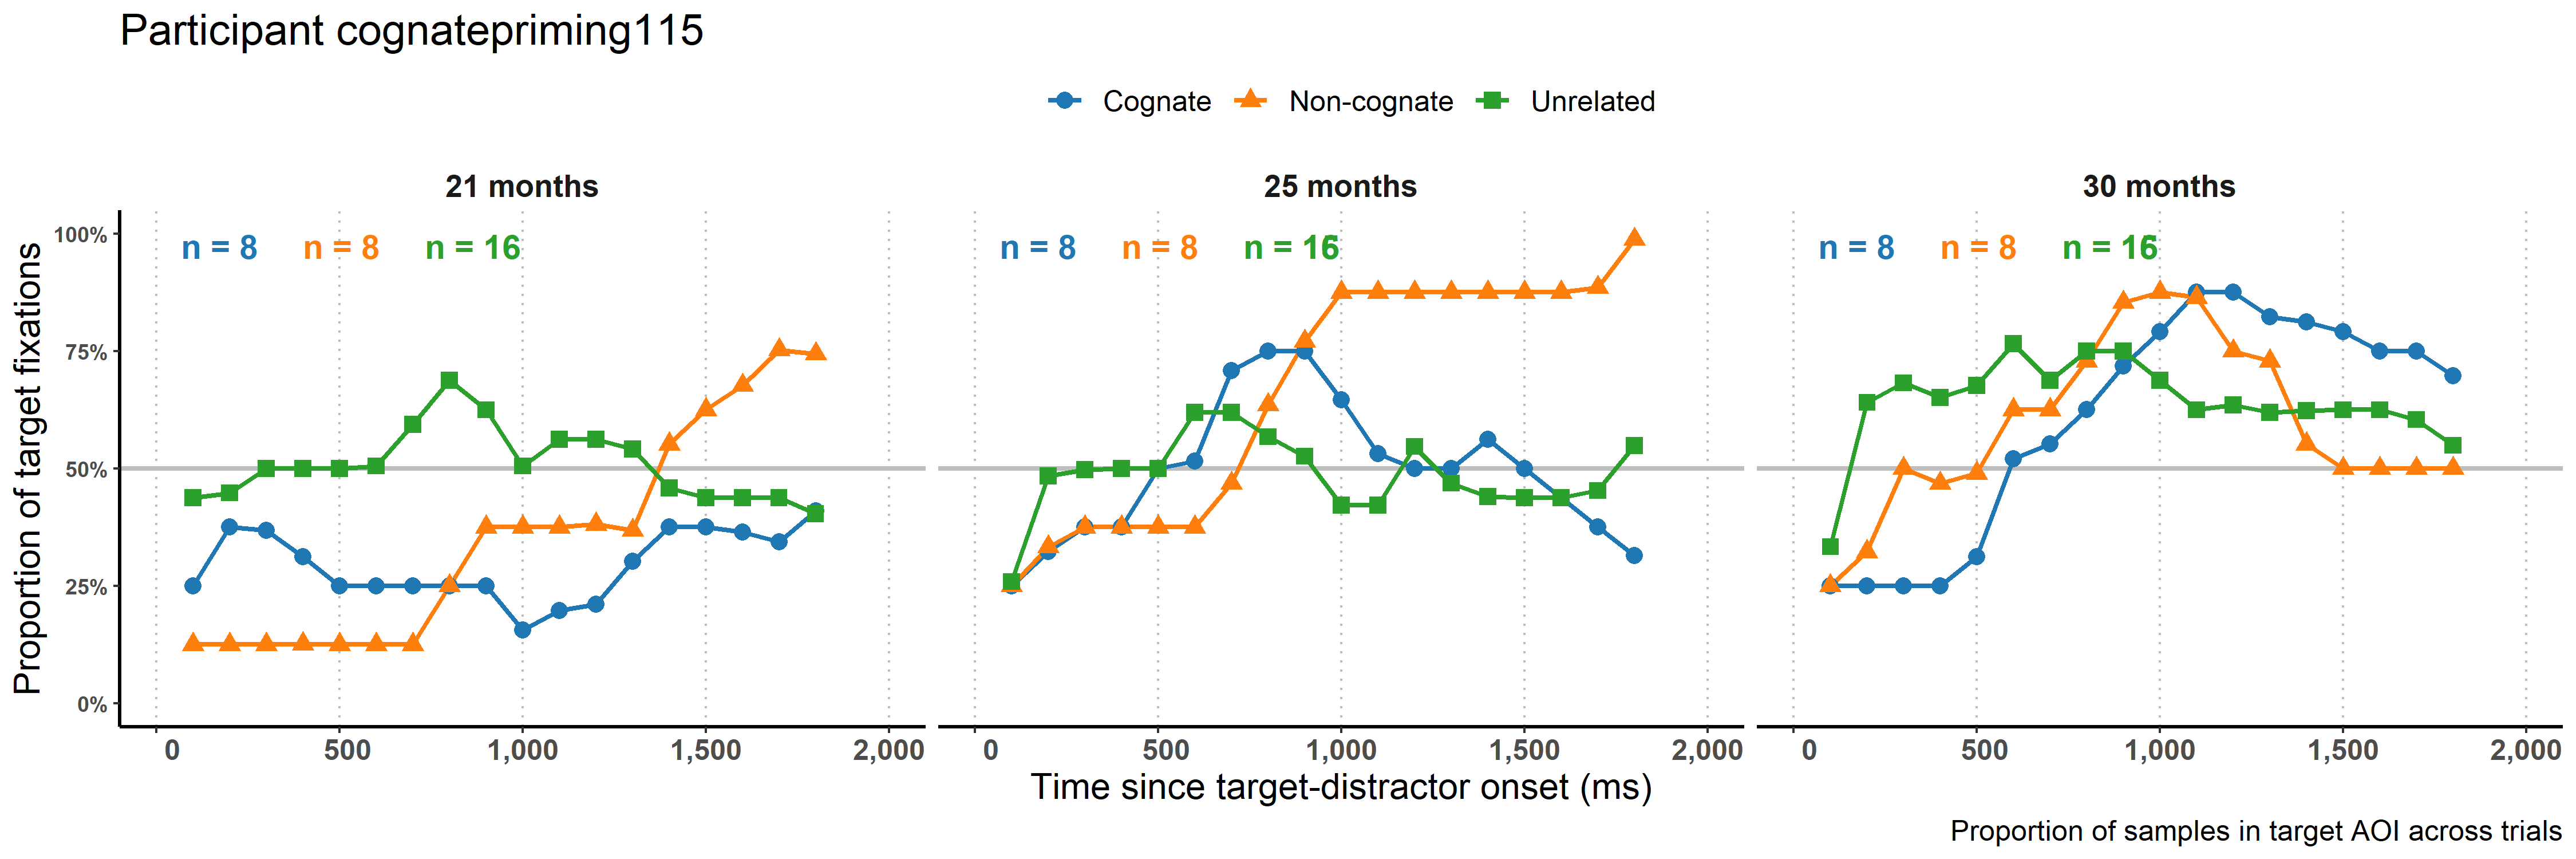 Participant cognatepriming115
Cognate Non-cognate Unrelated
21 months 25 months 30 months
Proportion of target fixations
100%
75%
50%
25%
0%
n = 8 n = 8 n = 16
n = 8 n = 8 n = 16
n = 8 n = 8 n = 16
0 500 1,000 1,500 2,000
0 500 1,000 1,500 2,000
0 500 1,000 1,500 2,000
Time since target-distractor onset (ms)
Proportion of samples in target AOI across trials